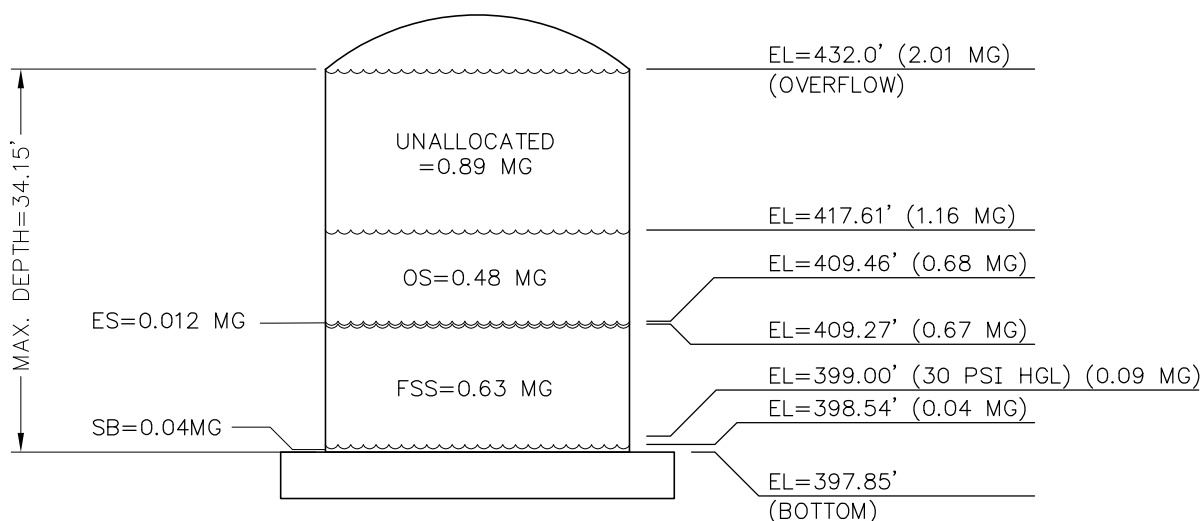 EL=432.0' (2.01 MG)
(OVERFLOW)
MAX. DEPTH=34.15'
UNALLOCATED
=0.89 MG
EL=417.61' (1.16 MG)
EL=409.46' (0.68 MG)
OS=0.48 MG
ES=0.012 MG
EL=409.27' (0.67 MG)
EL=399.00' (30 PSI HGL) (0.09 MG)
FSS=0.63 MG
EL=398.54' (0.04 MG)
SB=0.04MG
EL=397.85'
(BOTTOM)